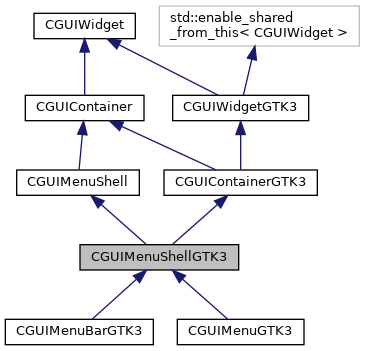 CGUIWidget
std::enable_shared
_from_this< CGUIWidget >
CGUIContainer
CGUIWidgetGTK3
CGUIMenuShell
CGUIContainerGTK3
CGUIMenuShellGTK3
CGUIMenuBarGTK3
CGUIMenuGTK3